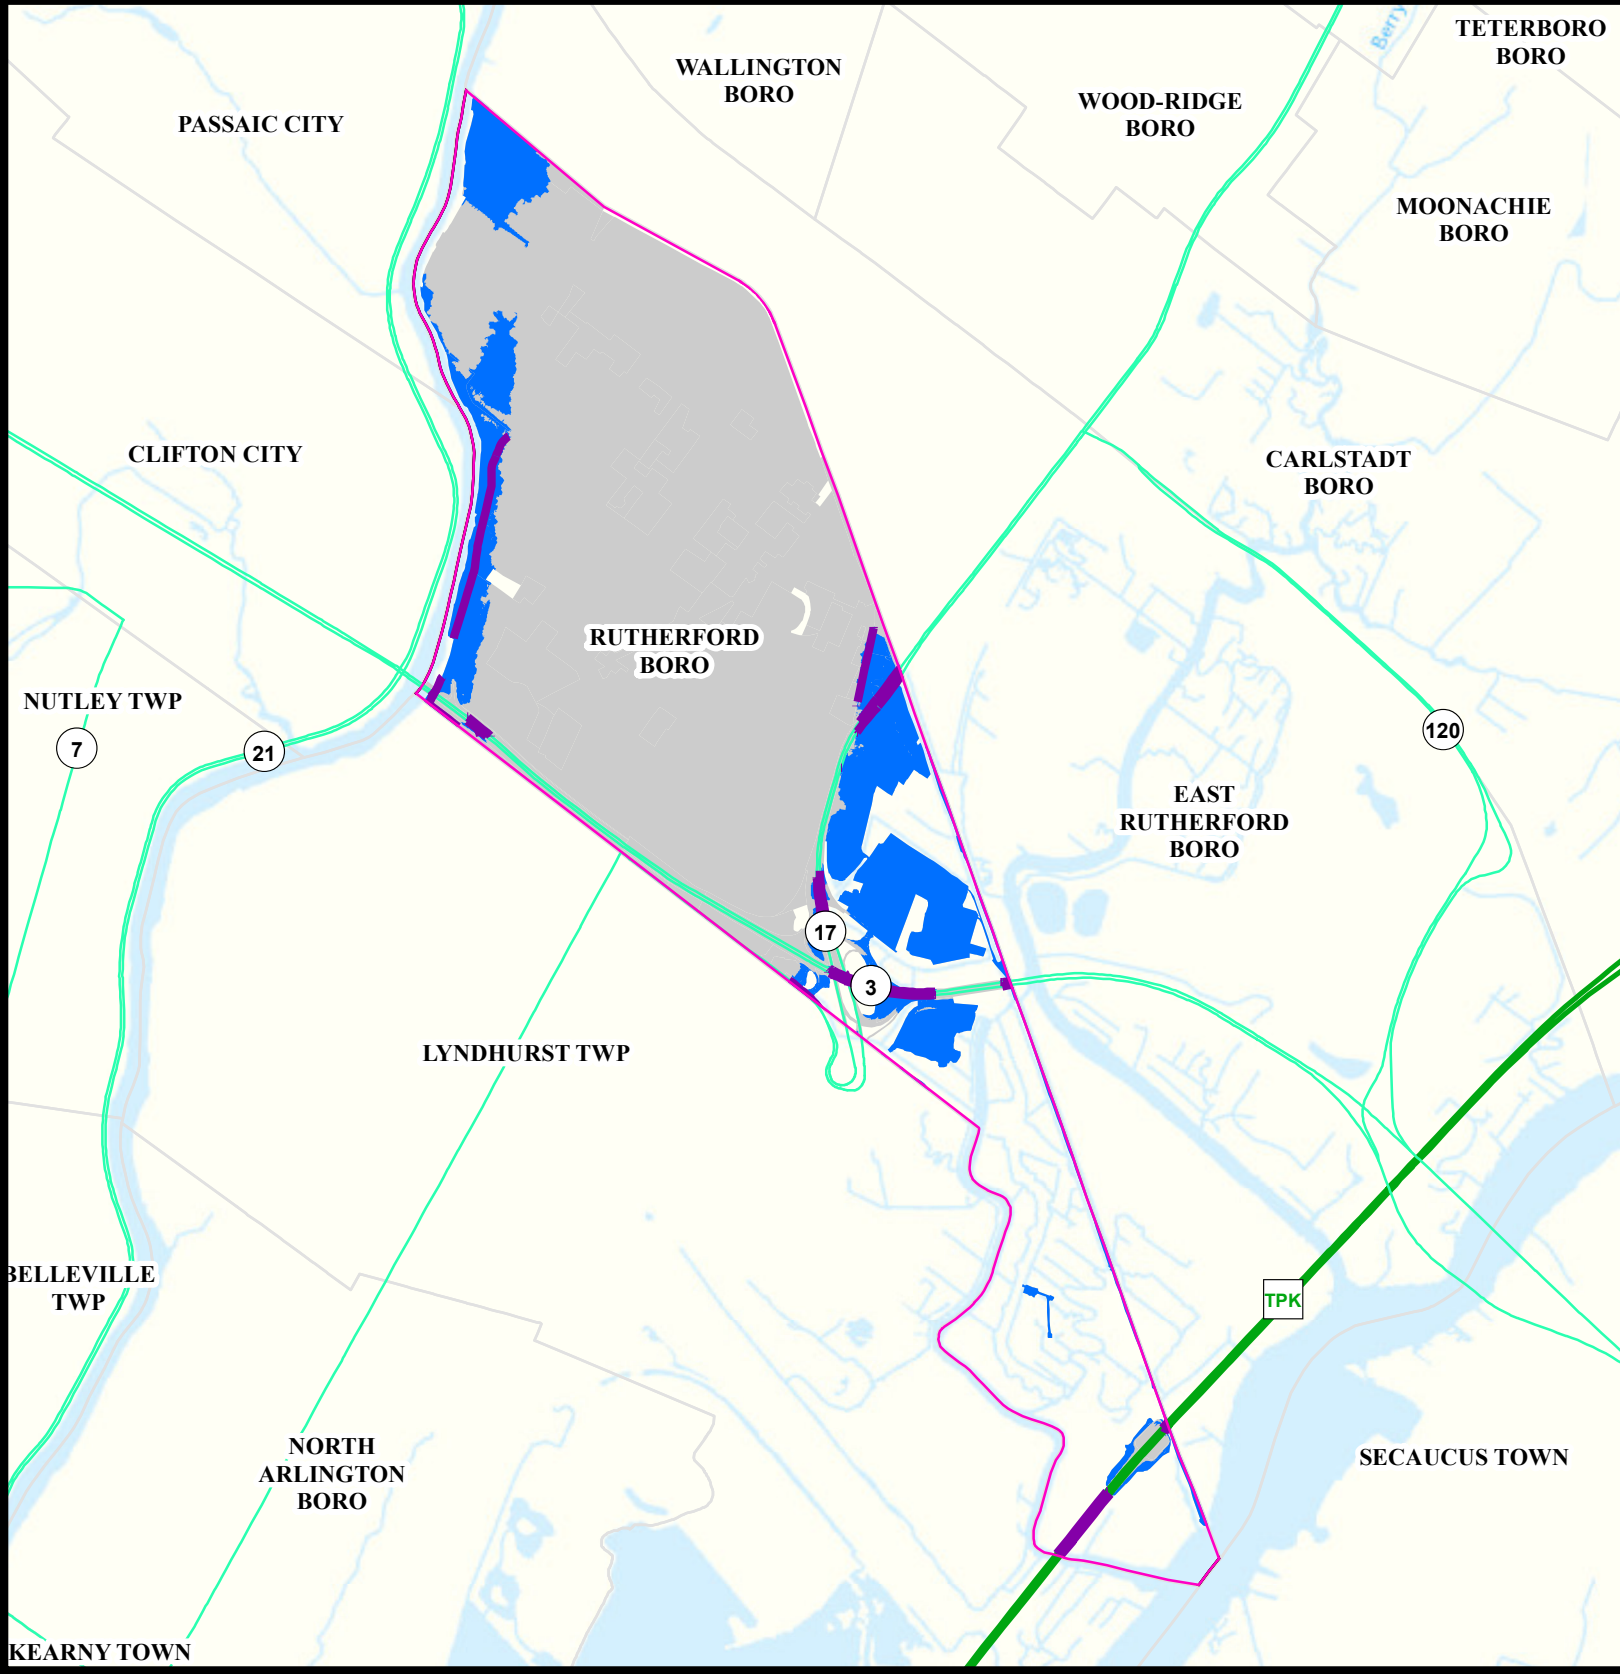 TETERBORO
BORO
Berry
WALLINGTON
BORO
WOOD-RIDGE
BORO
PASSAIC CITY
MOONACHIE
BORO
CLIFTON CITY
CARLSTADT
BORO
RUTHERFORD
BORO
NUTLEY TWP
7
21
120
EAST
RUTHERFORD
BORO
17
3
LYNDHURST TWP
BELLEVILLE
TWP
TPK
NORTH
ARLINGTON
BORO
SECAUCUS TOWN
KEARNY TOWN